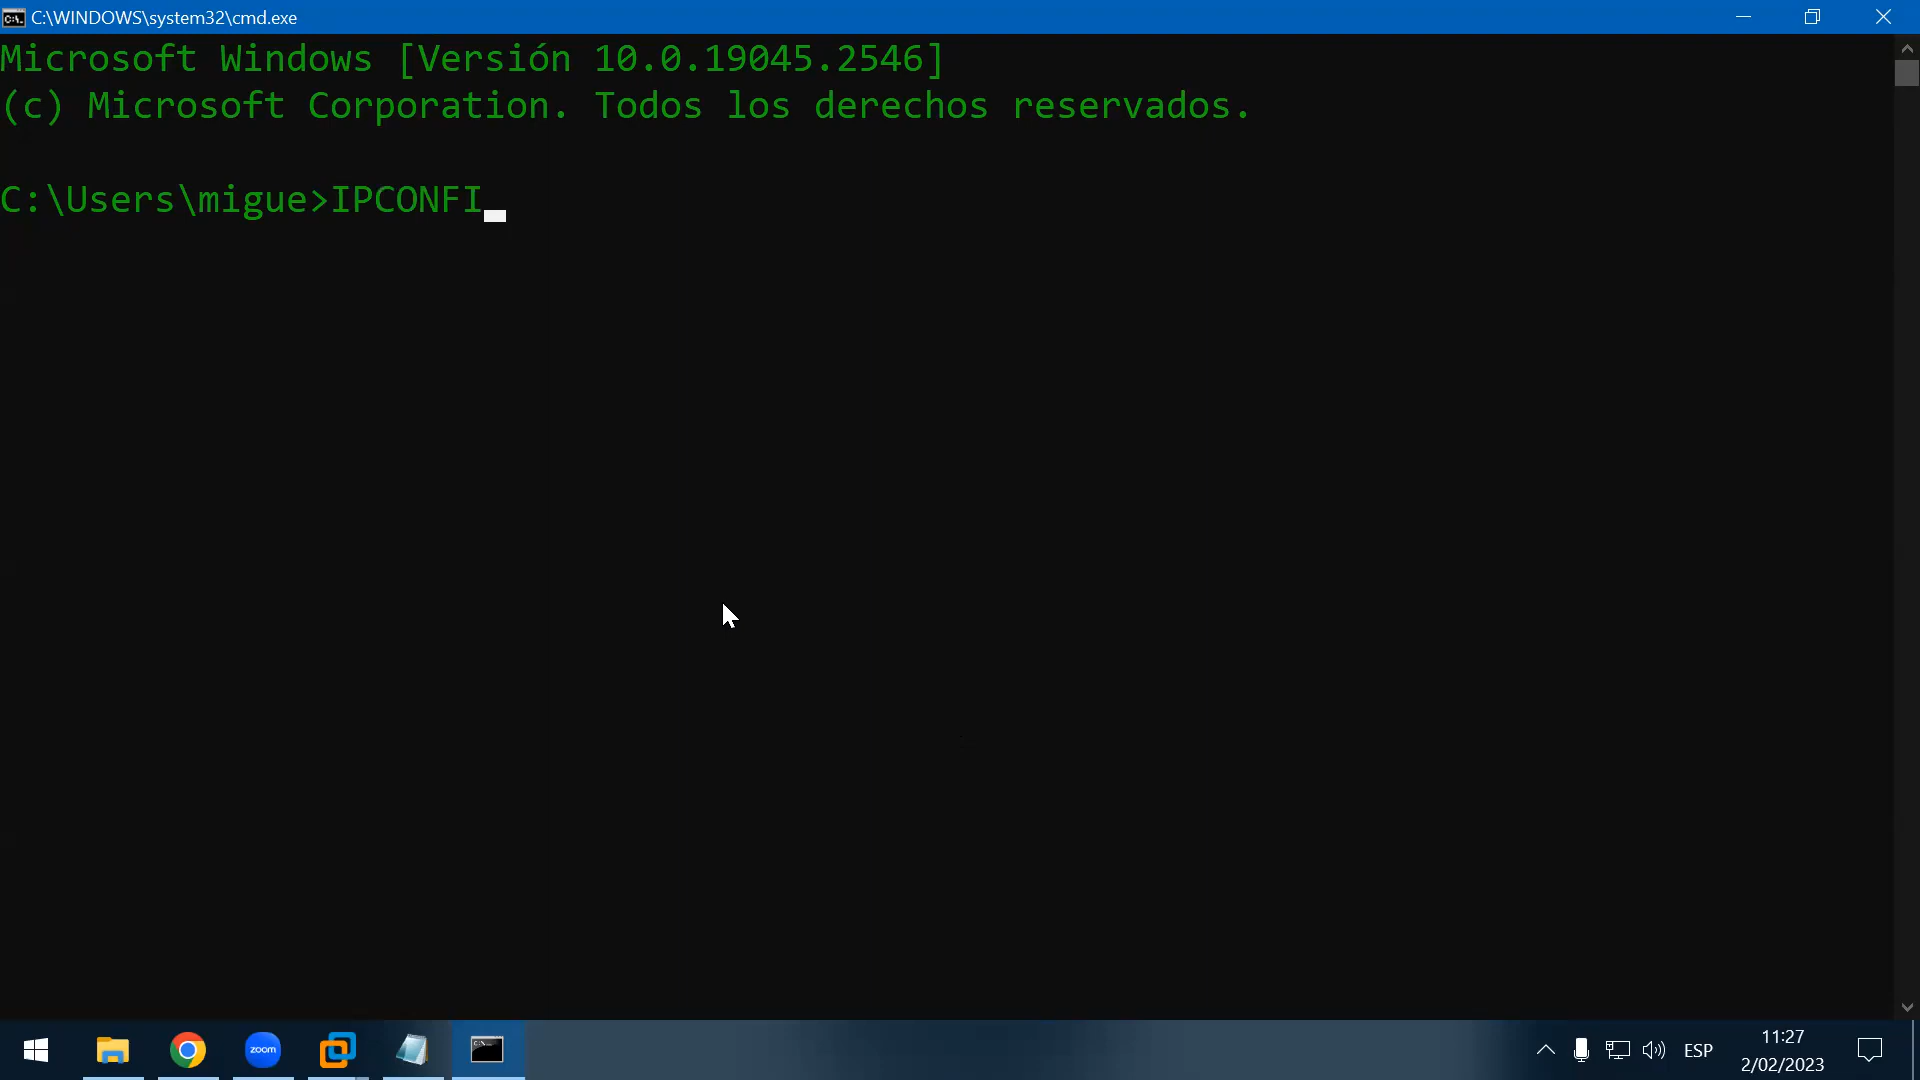 C:\WINDOWS\system32\cmd.exe
Microsoft Windows [Versión 10.0.19045.2546]
(c) Microsoft Corporation. Todos los derechos reservados.
C:\Users\migue>IPCONFI
zoom
ESP
11:27
2/02/2023